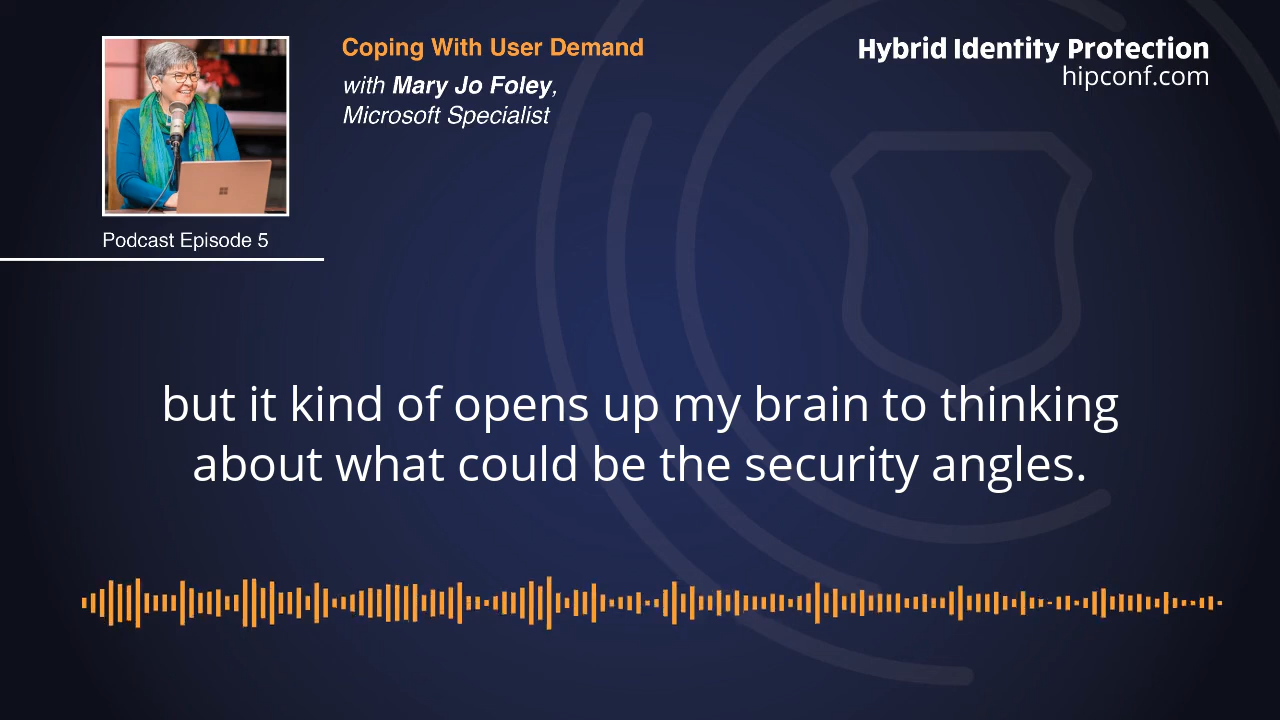 Coping With User Demand
with Mary Jo Foley,
Microsoft Specialist
Hybrid Identity Protection
hipconf.com
Podcast Episode 5
but it kind of opens up my brain to thinking
about what could be the security angles.